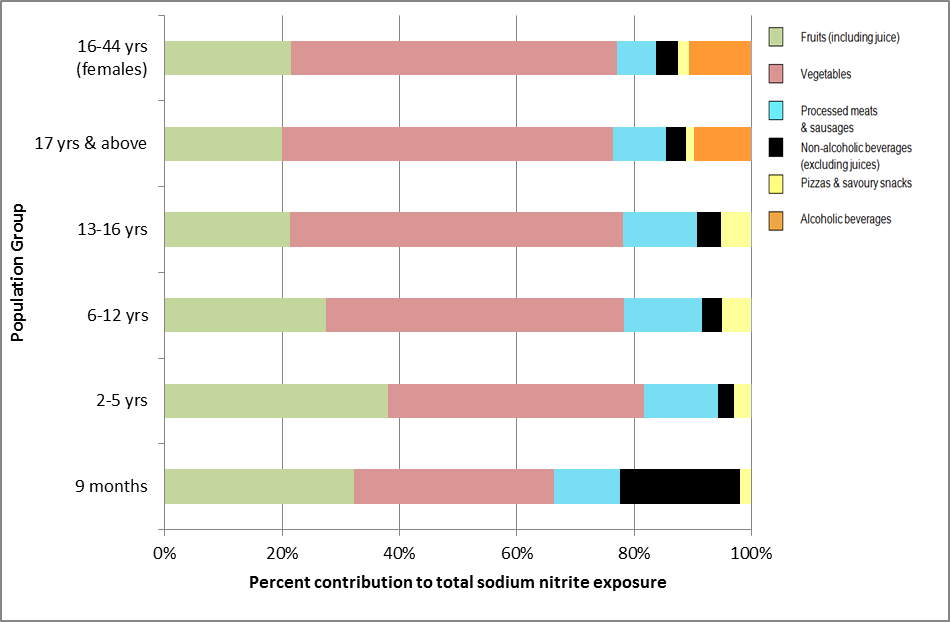 16-44 yrs
(females)
17 yrs & above
13-16 yrs
6-12 yrs
2-5 yrs
9 months
Population Group
0% 20% 40% 60% 80% 100%
Percent contribution to total sodium nitrite exposure
Fruits (including juice)
Vegetables
Processed meats
& sausages
Non-alcoholic beverages
(excluding juices)
Pizzas & savoury snacks
Alcoholic beverages